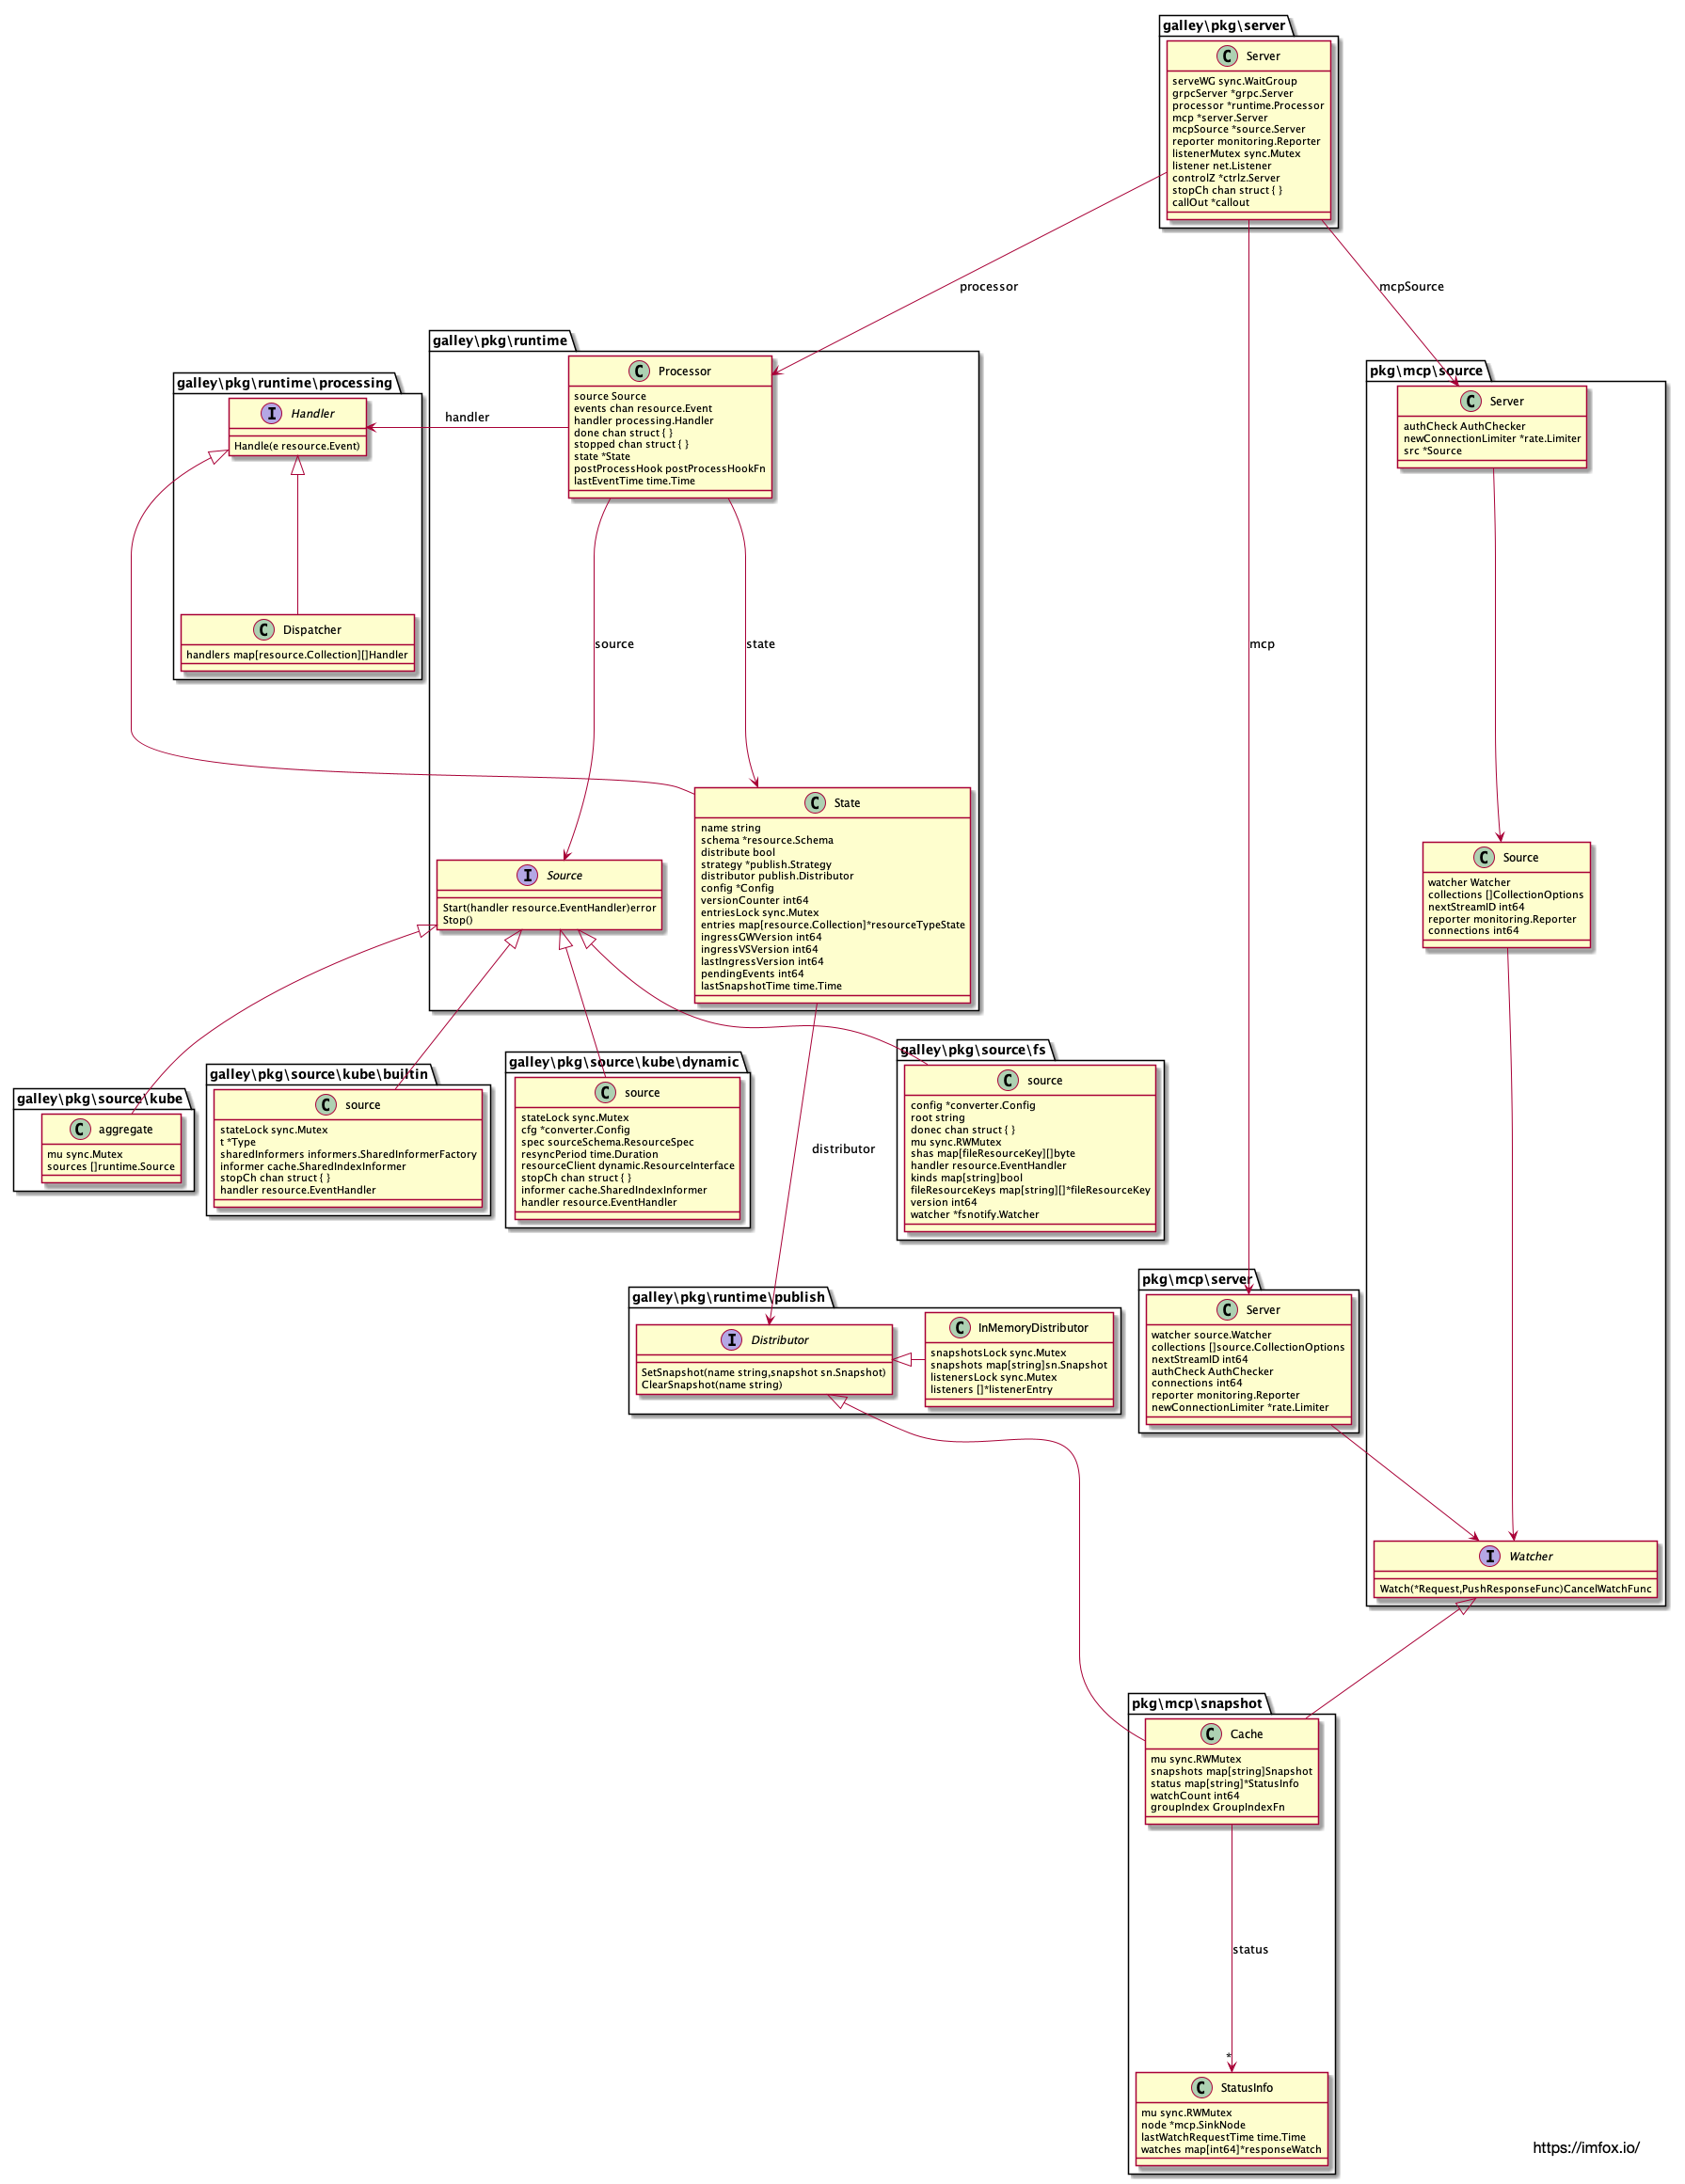 galley\pkg\server
C Server
serveWG sync.WaitGroup
grpcServer *grpc.Server
processor *runtime.Processor
mcp *server.Server
mcpSource *source.Server
reporter monitoring.Reporter
listenerMutex sync.Mutex
listener net.Listener
controlZ *ctrlz.Server
stopCh chan struct { }
callOut *callout
processor
mcpSource
galley\pkg\runtime
C Processor
source Source
events chan resource.Event
handler processing.Handler
done chan struct { }
stopped chan struct { }
state *State
postProcessHook postProcessHookFn
lastEventTime time.Time
handler
galley\pkg\runtime\processing
I Handler
Handle(e resource.Event)
C Dispatcher
handlers map[resource.Collection][]Handler
pkg\mcp\source
C Server
authCheck AuthChecker
newConnectionLimiter *rate.Limiter
src *Source
source
state
mcp
C State
name string
schema *resource.Schema
distribute bool
strategy *publish.Strategy
distributor publish.Distributor
config *Config
versionCounter int64
entriesLock sync.Mutex
entries map[resource.Collection]*resourceTypeState
ingressGWVersion int64
ingressVSVersion int64
lastIngressVersion int64
pendingEvents int64
lastSnapshotTime time.Time
I Source
Start(handler resource.EventHandler)error
Stop()
C Source
watcher Watcher
collections []CollectionOptions
nextStreamID int64
reporter monitoring.Reporter
connections int64
galley\pkg\source\kube
C aggregate
mu sync.Mutex
sources []runtime.Source
galley\pkg\source\kube\builtin
C source
stateLock sync.Mutex
t *Type
sharedInformers informers.SharedInformerFactory
informer cache.SharedIndexInformer
stopCh chan struct { }
handler resource.EventHandler
galley\pkg\source\kube\dynamic
C source
stateLock sync.Mutex
cfg *converter.Config
spec sourceSchema.ResourceSpec
resyncPeriod time.Duration
resourceClient dynamic.ResourceInterface
stopCh chan struct { }
informer cache.SharedIndexInformer
handler resource.EventHandler
distributor
galley\pkg\source\fs
C source
config *converter.Config
root string
donec chan struct { }
mu sync.RWMutex
shas map[fileResourceKey][]byte
handler resource.EventHandler
kinds map[string]bool
fileResourceKeys map[string][]*fileResourceKey
version int64
watcher *fsnotify.Watcher
galley\pkg\runtime\publish
I Distributor
SetSnapshot(name string,snapshot sn.Snapshot)
ClearSnapshot(name string)
C InMemoryDistributor
snapshotsLock sync.Mutex
snapshots map[string]sn.Snapshot
listenersLock sync.Mutex
listeners []*listenerEntry
pkg\mcp\server
C Server
watcher source.Watcher
collections []source.CollectionOptions
nextStreamID int64
authCheck AuthChecker
connections int64
reporter monitoring.Reporter
newConnectionLimiter *rate.Limiter
I Watcher
Watch(*Request,PushResponseFunc)CancelWatchFunc
pkg\mcp\snapshot
C Cache
mu sync.RWMutex
snapshots map[string]Snapshot
status map[string]*StatusInfo
watchCount int64
groupIndex GroupIndexFn
status
*
C StatusInfo
mu sync.RWMutex
node *mcp.SinkNode
lastWatchRequestTime time.Time
watches map[int64]*responseWatch
https://imfox.io/